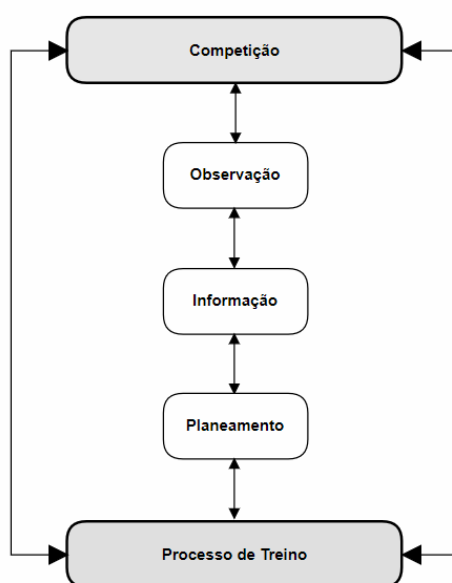 Competição
Observação
Informação
Planeamento
Processo de Treino